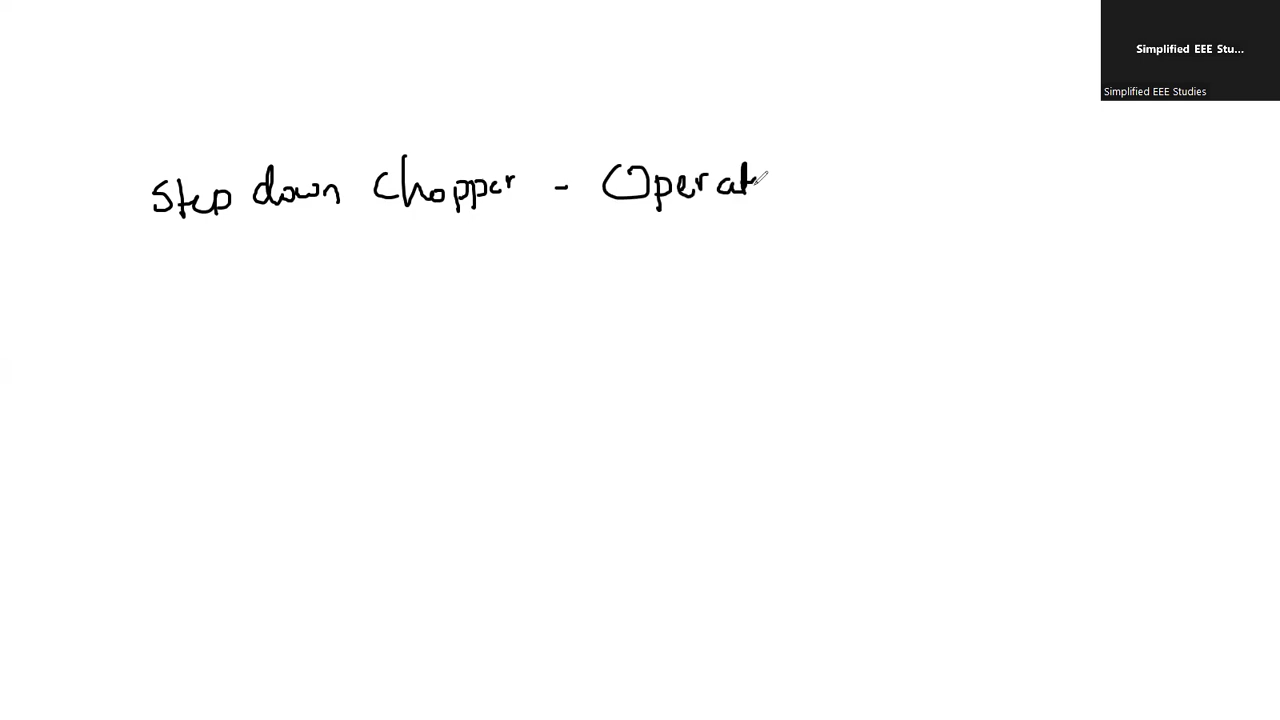 Simplified EEE Stu...
Simplified EEE Studies
Step down Chopper - Operat